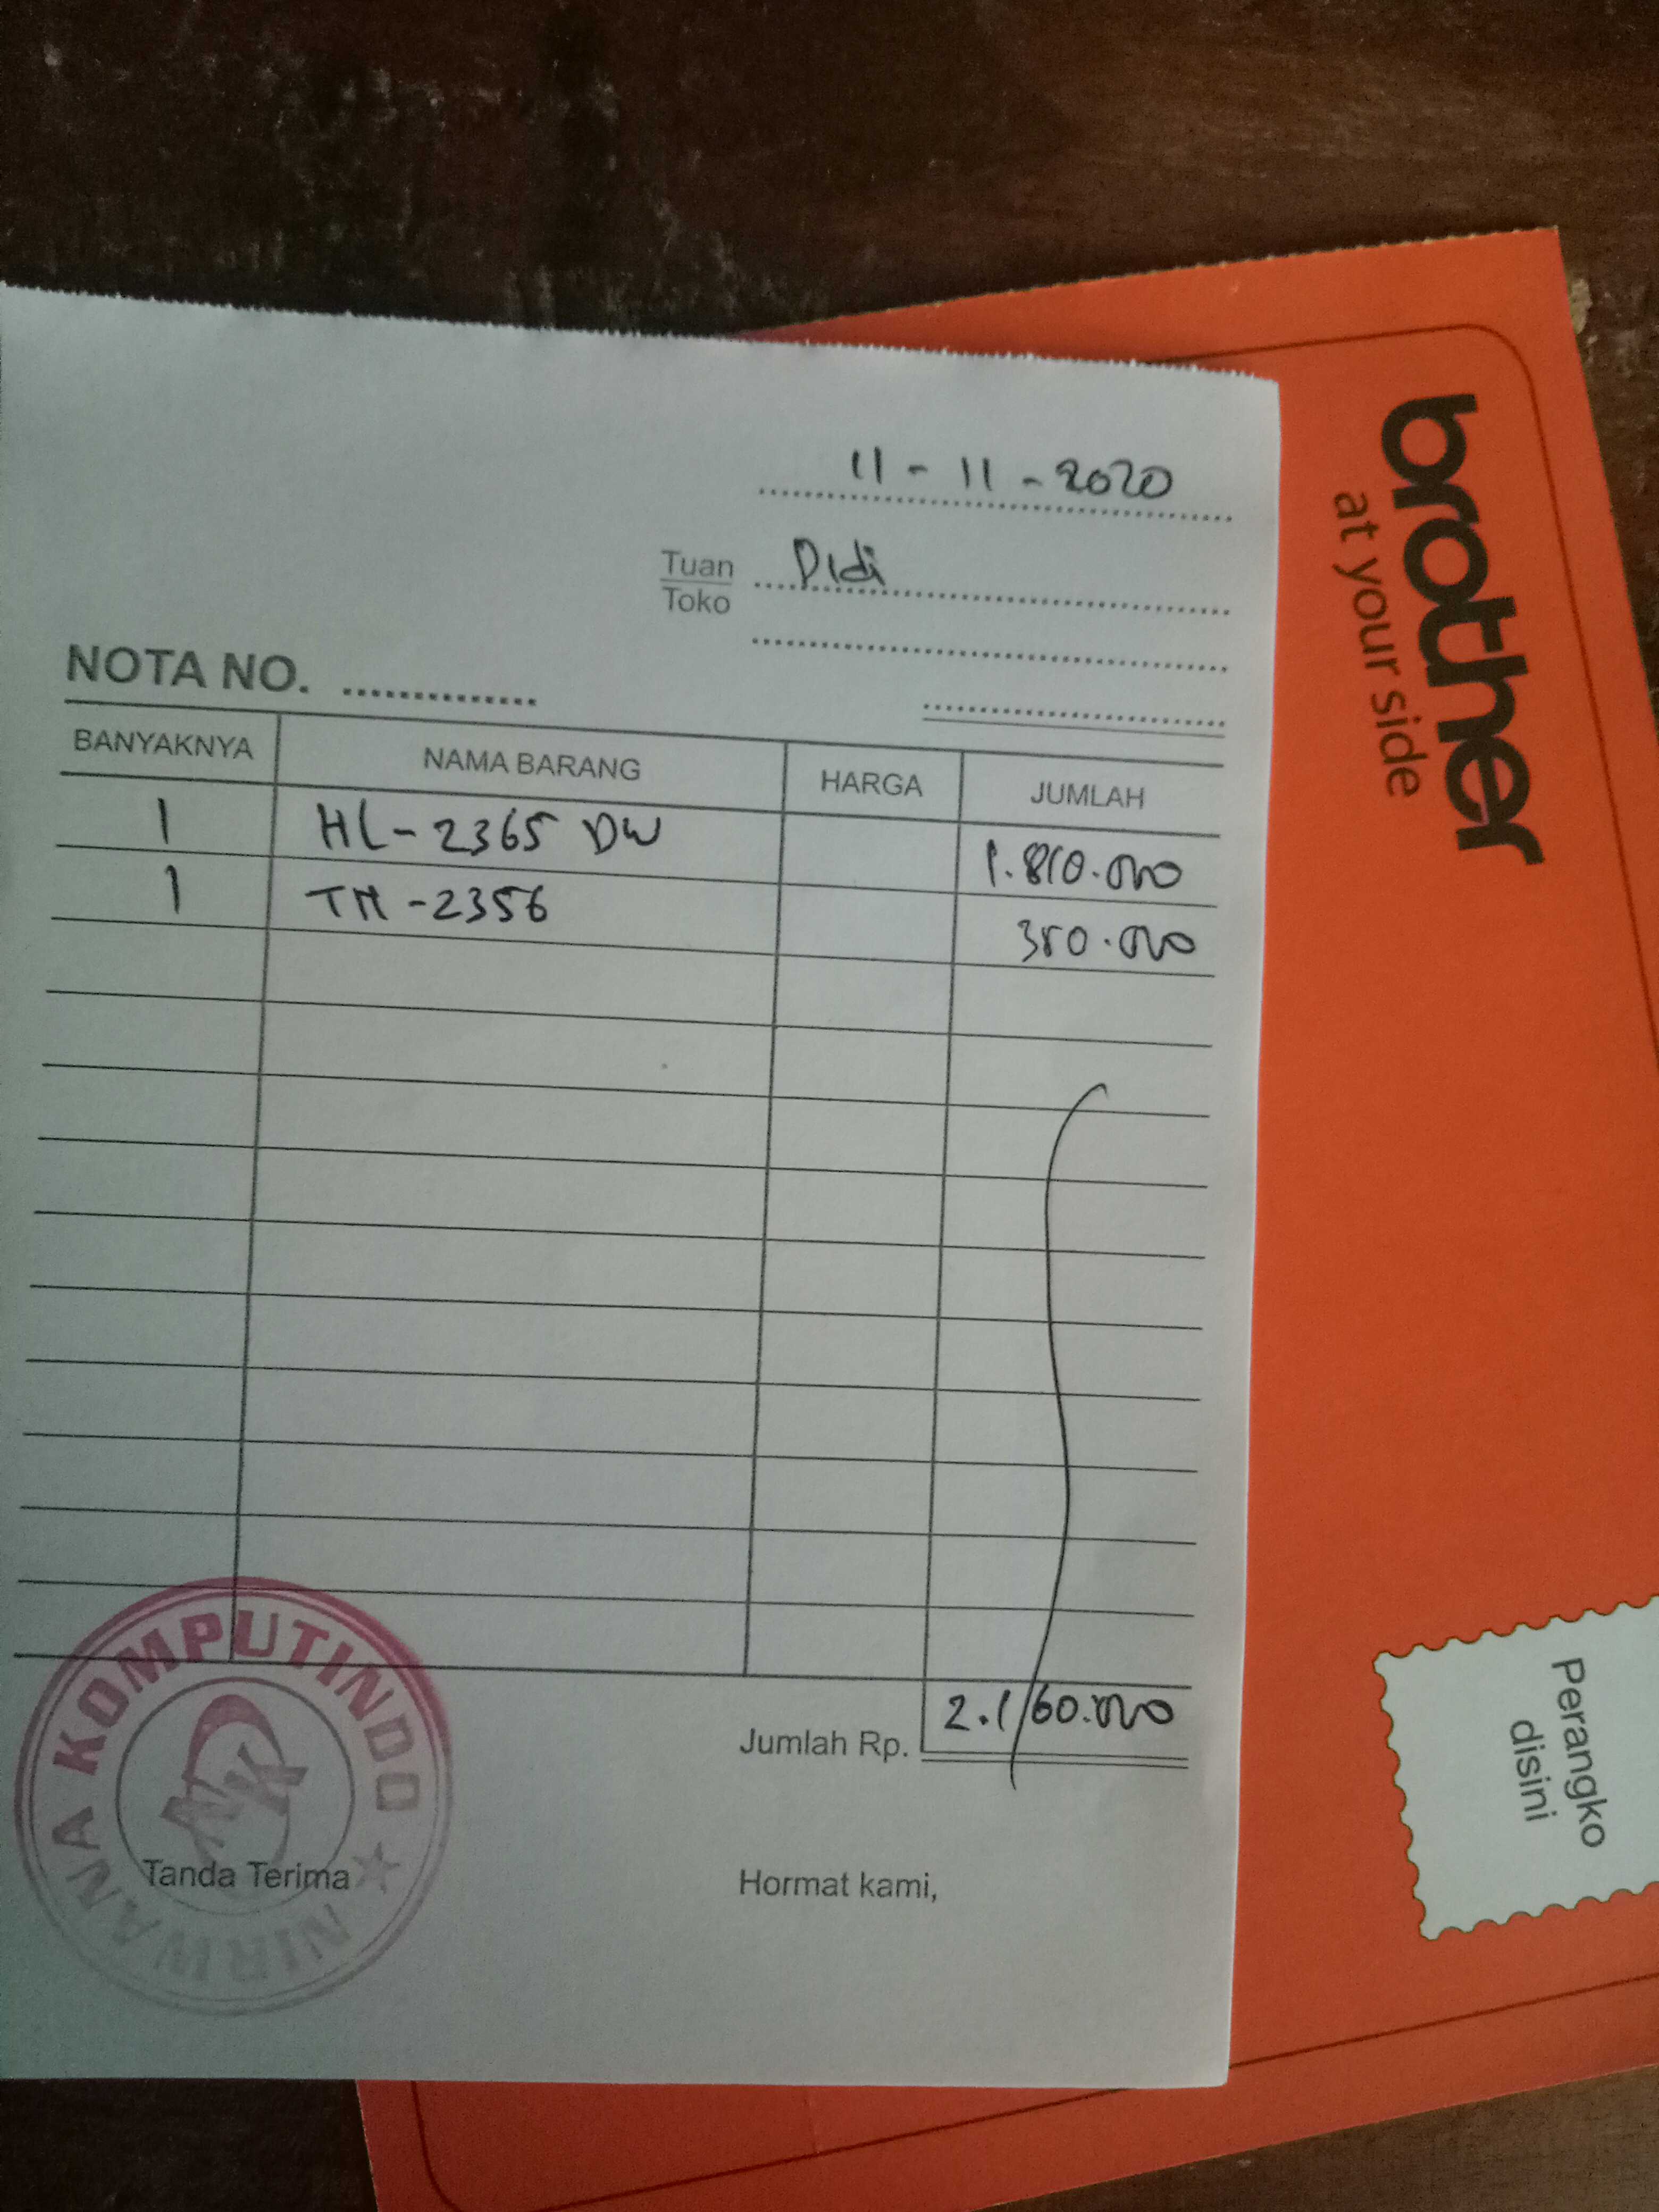 11 - 11 - 2020
Tuan Didi
Toko
NOTA NO.
BANYAKNYA NAMA BARANG HARGA JUMLAH
1 HL-2365 DW 1.810.000
1 TN-2356 350.000
Jumlah Rp. 2.160.000
Tanda Terima Hormat kami,
NIRWANA KOMPUTINDO
NK
brother
at your side
Perangko
disini